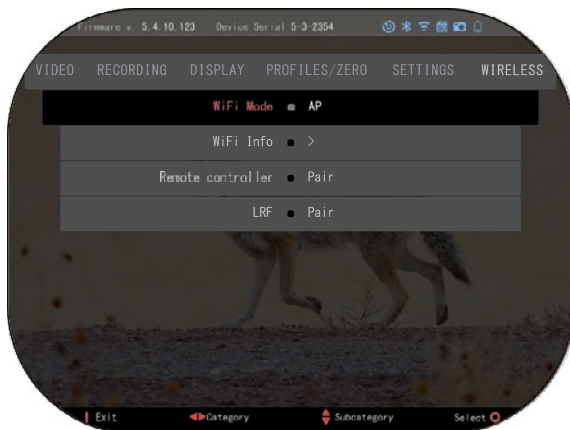 Firmware v. 5.4.10.123 Device Serial 5-3-2354
VIDEO RECORDING DISPLAY PROFILES/ZERO SETTINGS WIRELESS
WiFi Mode AP
WiFi Info >
Remote controller Pair
LRF Pair
Exit Category Subcategory Select